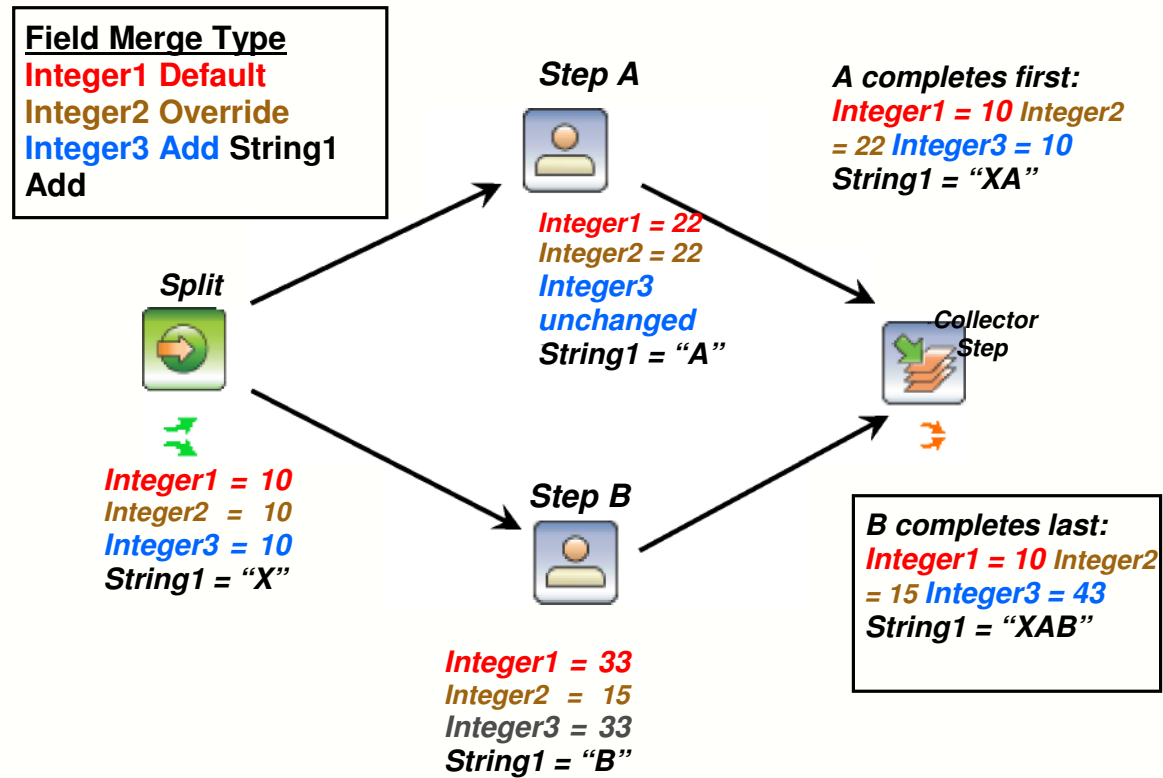 Field Merge Type
Integer1 Default
Integer2 Override
Integer3 Add String1
Add
Step A
A completes first:
Integer1 = 10 Integer2
= 22 Integer3 = 10
String1 = “XA”
Integer1 = 22
Integer2 = 22
Integer3
unchanged
String1 = “A”
Split
Collector
Step
Integer1 = 10
Integer2 = 10
Integer3 = 10
String1 = “X”
Step B
B completes last:
Integer1 = 10 Integer2
= 15 Integer3 = 43
String1 = “XAB”
Integer1 = 33
Integer2 = 15
Integer3 = 33
String1 = “B”